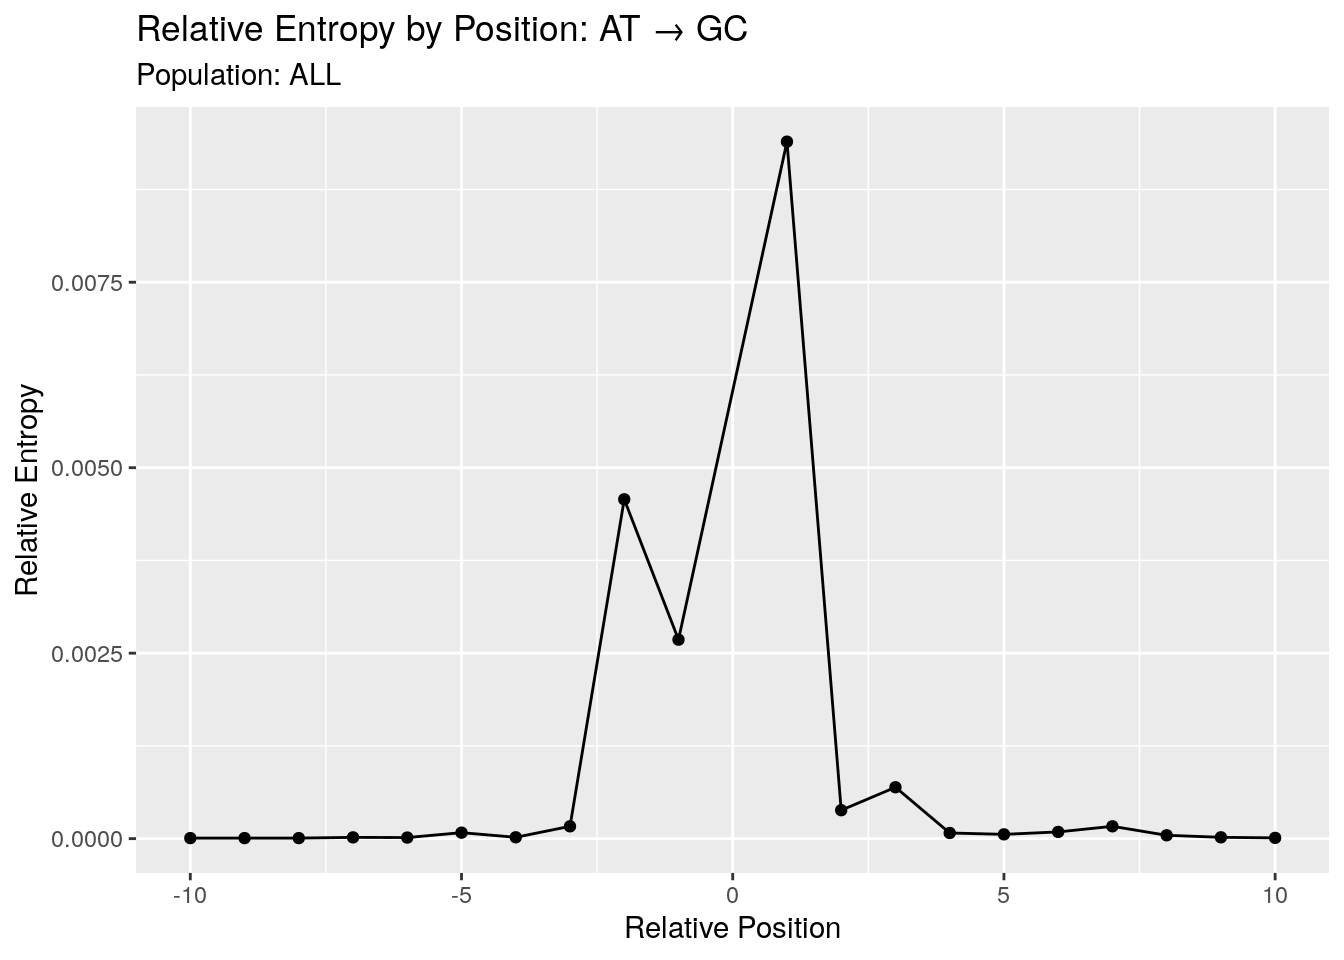 Relative Entropy by Position: AT → GC
Population: ALL
Relative Entropy
0.0075
0.0050
0.0025
0.0000
-10 -5 0 5 10
Relative Position